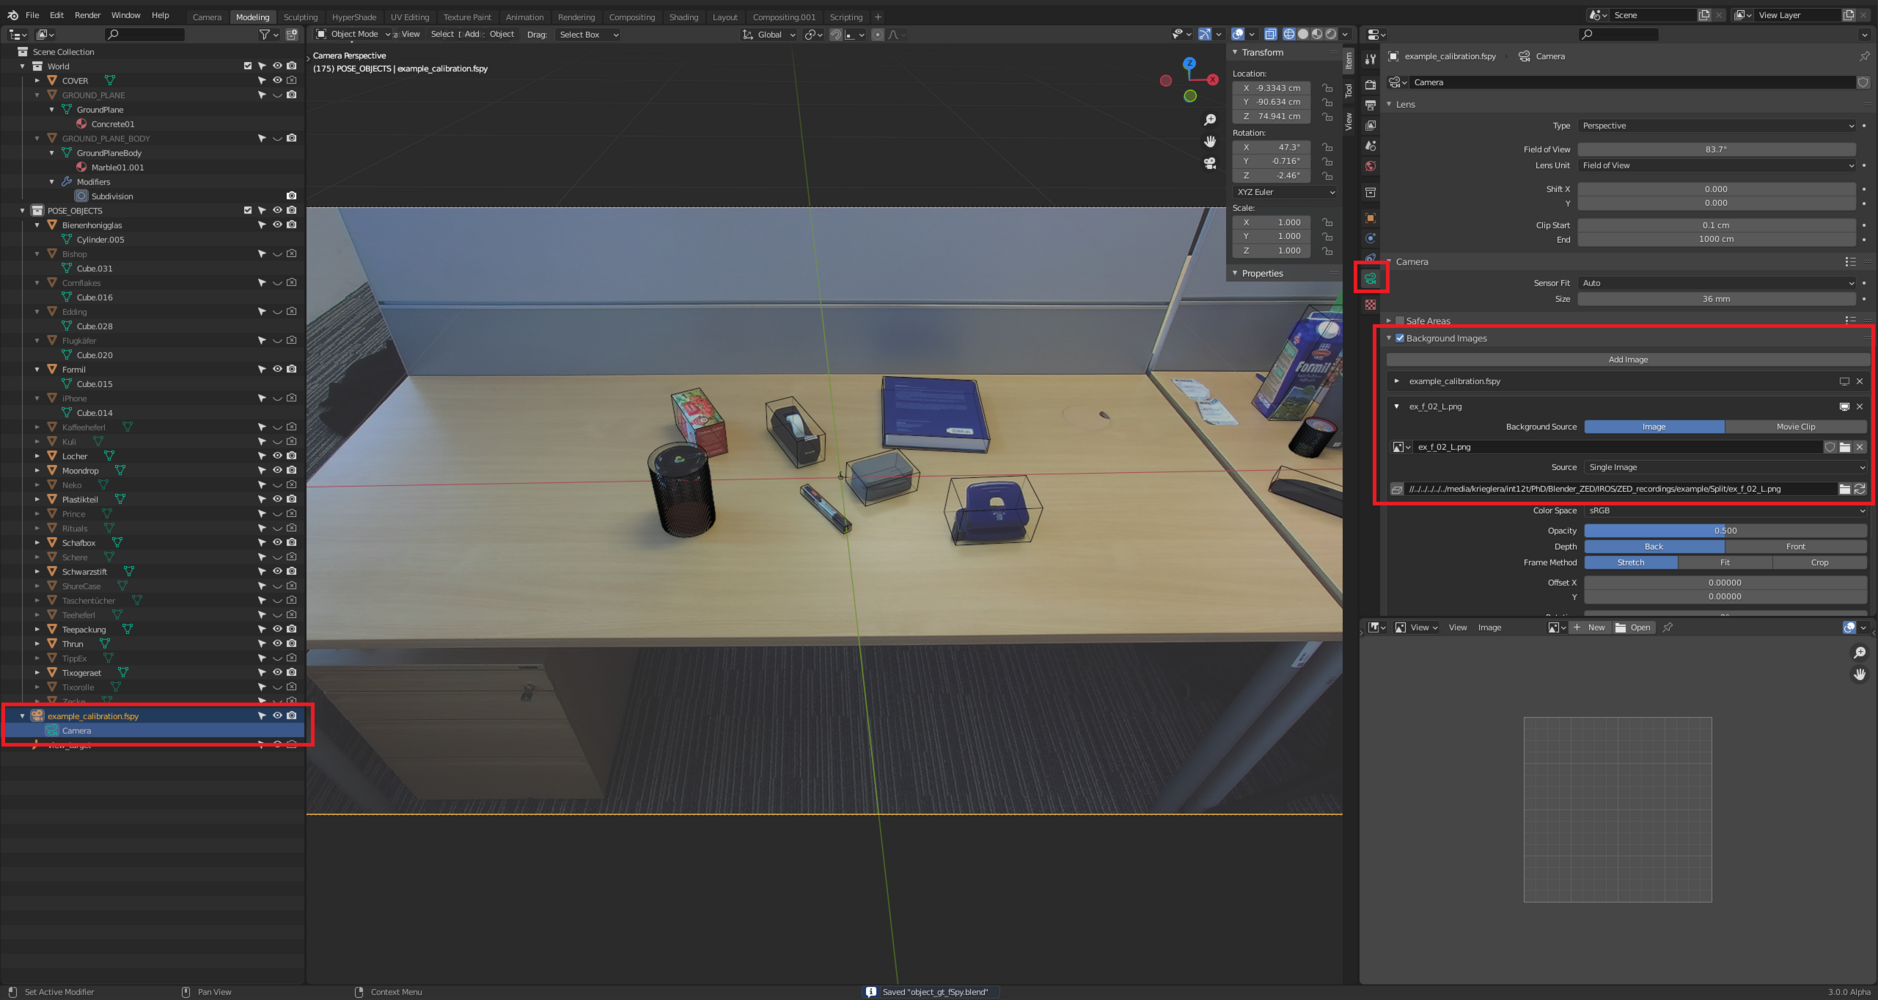 File Edit Render Window Help Camera Modeling Sculpting HyperShade UV Editing Texture Paint Animation Rendering Compositing Shading Layout Compositing.001 Scripting + Scene View Layer
Object Mode View Select Add Object Drag: Select Box Global
Scene Collection
World
COVER
GROUND_PLANE
GroundPlane
Concrete01
GROUND_PLANE_BODY
GroundPlaneBody
Marble01.001
Modifiers
Subdivision
POSE_OBJECTS
Bienenhonigglas
Cylinder.005
Bishop
Cube.031
Cornflakes
Cube.016
Edding
Cube.028
Flugkäfer
Cube.020
Formil
Cube.015
iPhone
Cube.014
Kaffeeheferl
Kuli
Locher
Moondrop
Neko
Plastikteil
Prince
Rituals
Schafbox
Schere
Schwarzstift
ShureCase
Taschentücher
Teeheferl
Teepackung
Thrun
TippEx
Tixogeraet
Tixorolle
example_calibration.fspy
Camera
view_target
Camera Perspective
(175) POSE_OBJECTS | example_calibration.fspy
Z
X
Formil
Transform
Location:
X -9.3343 cm
Y -90.634 cm
Z 74.941 cm
Rotation:
X 47.3°
Y -0.716°
Z -2.46°
XYZ Euler
Scale:
X 1.000
Y 1.000
Z 1.000
Properties
Item
Tool
View
example_calibration.fspy Camera
Camera
Lens
Type Perspective
Field of View 83.7°
Lens Unit Field of View
Shift X 0.000
Y 0.000
Clip Start 0.1 cm
End 1000 cm
Camera
Sensor Fit Auto
Size 36 mm
Safe Areas
Background Images
Add Image
example_calibration.fspy
ex_f_02_L.png
Background Source Image Movie Clip
ex_f_02_L.png
Source Single Image
//../../../../../media/krieglera/int12t/PhD/Blender_ZED/IROS/ZED_recordings/example/Split/ex_f_02_L.png
Color Space sRGB
Opacity 0.500
Depth Back Front
Frame Method Stretch Fit Crop
Offset X 0.00000
Y 0.00000
View View Image + New Open
Set Active Modifier Pan View Context Menu Saved "object_gt_fSpy.blend" 3.0.0 Alpha